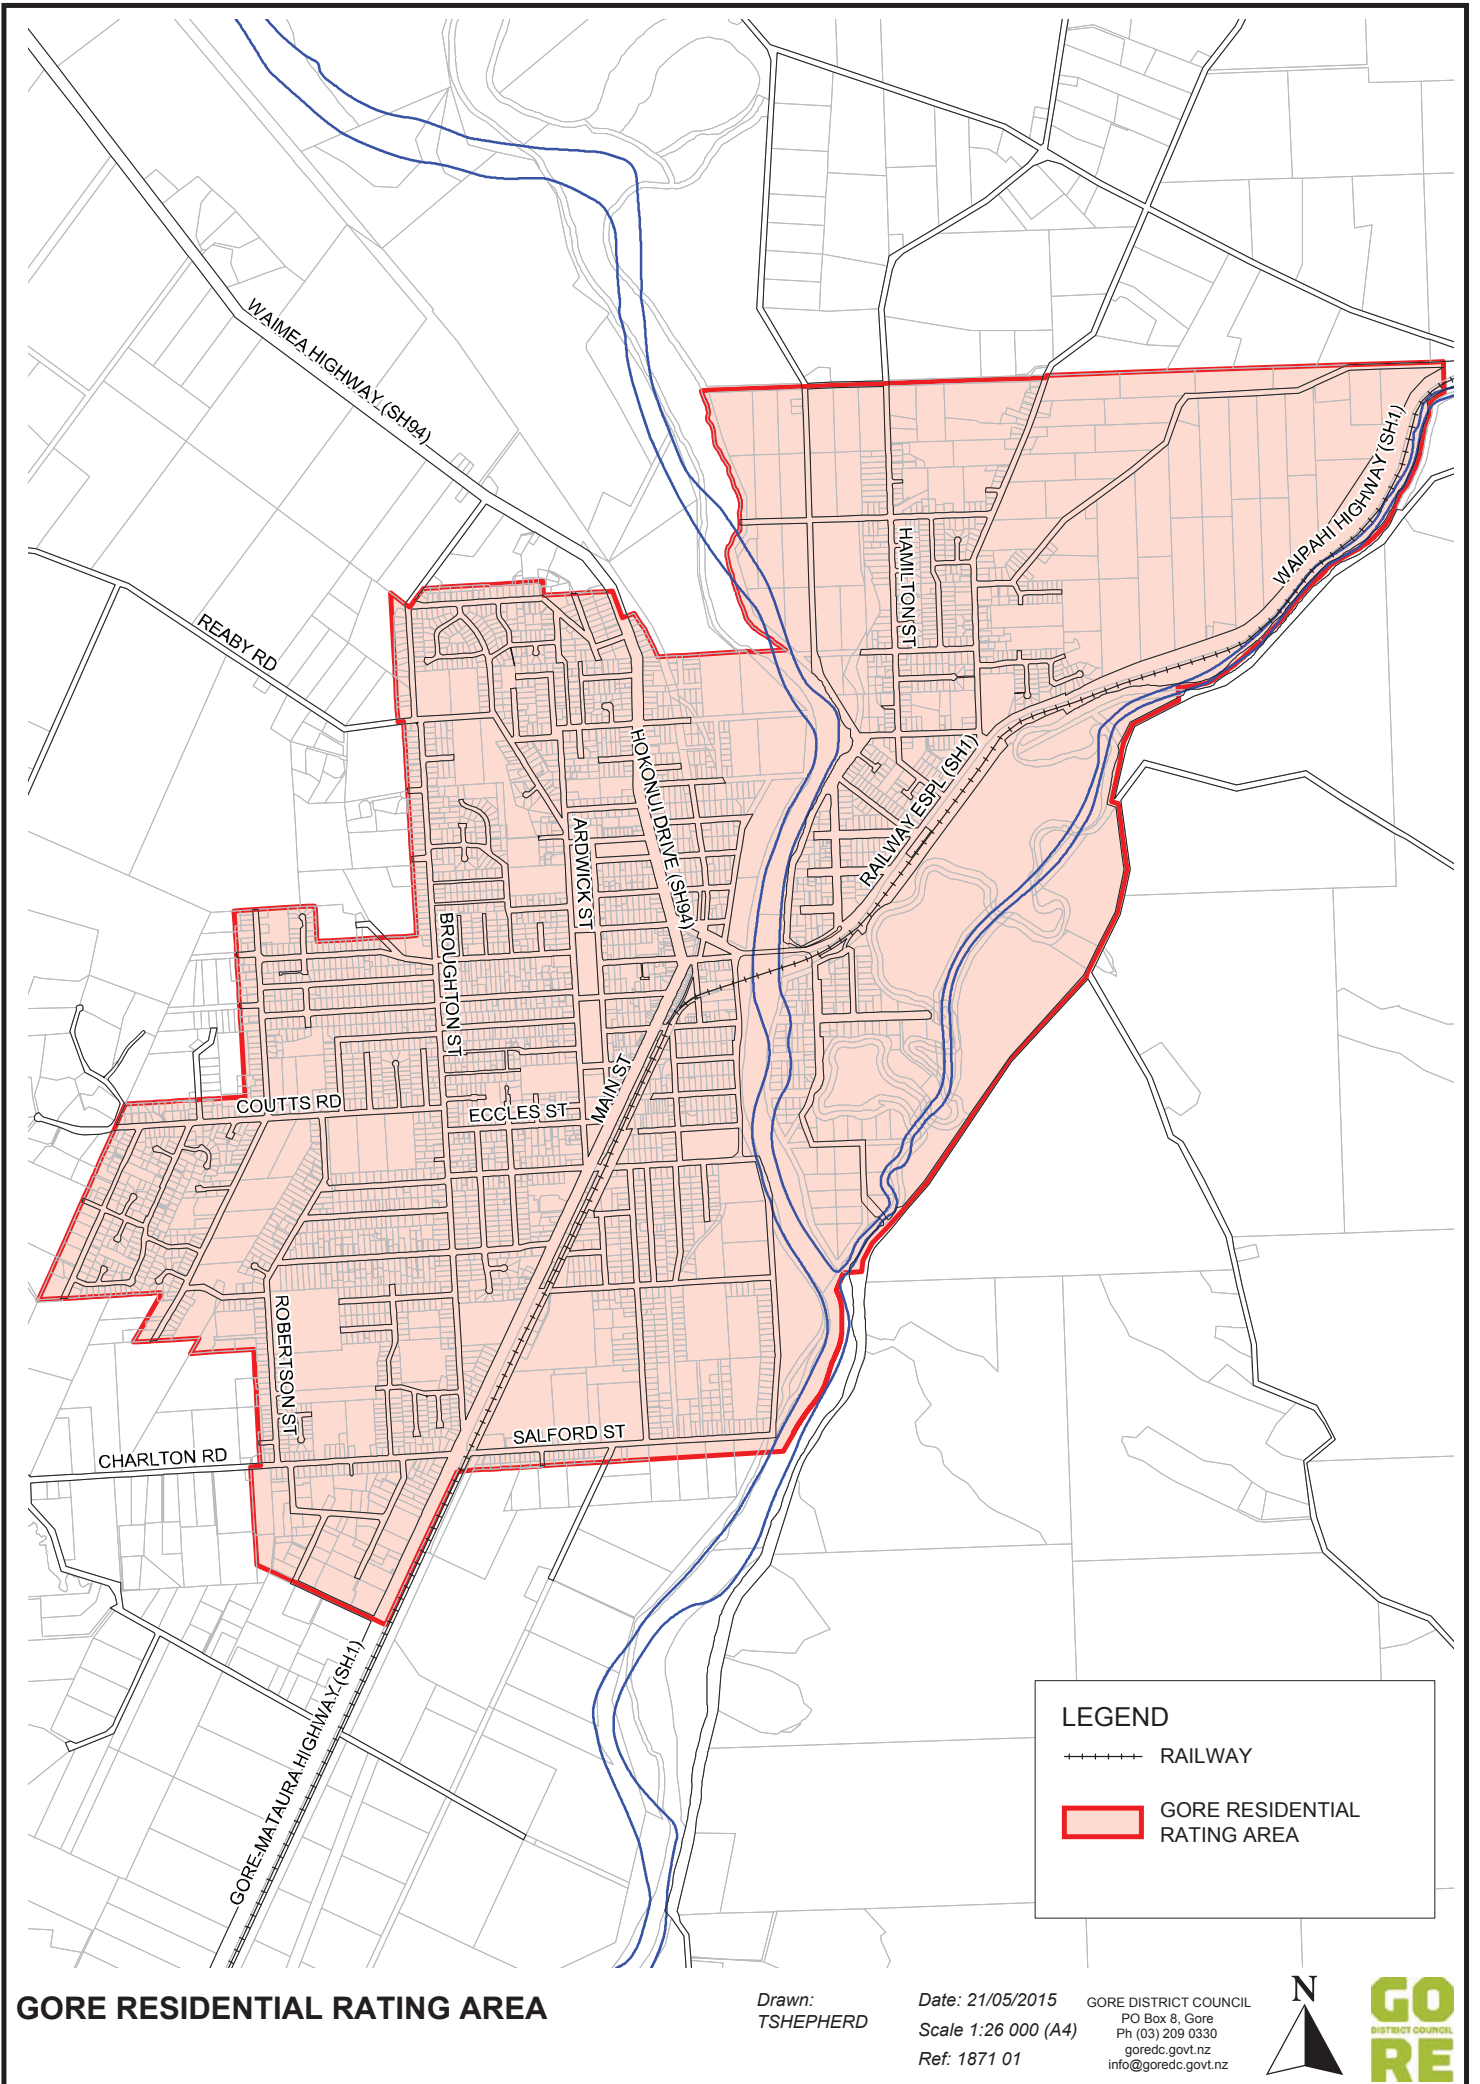 WAIMEA HIGHWAY (SH94)
REABY RD
HAMILTON ST
WAIPAHI HIGHWAY (SH1)
HOKONUI DRIVE (SH94)
RAILWAY ESPL (SH1)
ARDWICK ST
BROUGHTON ST
MAIN ST
COUTTS RD
ECCLES ST
ROBERTSON ST
SALFORD ST
CHARLTON RD
GORE-MATAURA HIGHWAY (SH1)
LEGEND
RAILWAY
GORE RESIDENTIAL
RATING AREA
GORE RESIDENTIAL RATING AREA
Drawn:
TSHEPHERD
Date: 21/05/2015
Scale 1:26 000 (A4)
Ref: 1871 01
GORE DISTRICT COUNCIL
PO Box 8, Gore
Ph (03) 209 0330
goredc.govt.nz
info@goredc.govt.nz
N
GO
DISTRICT COUNCIL
RE